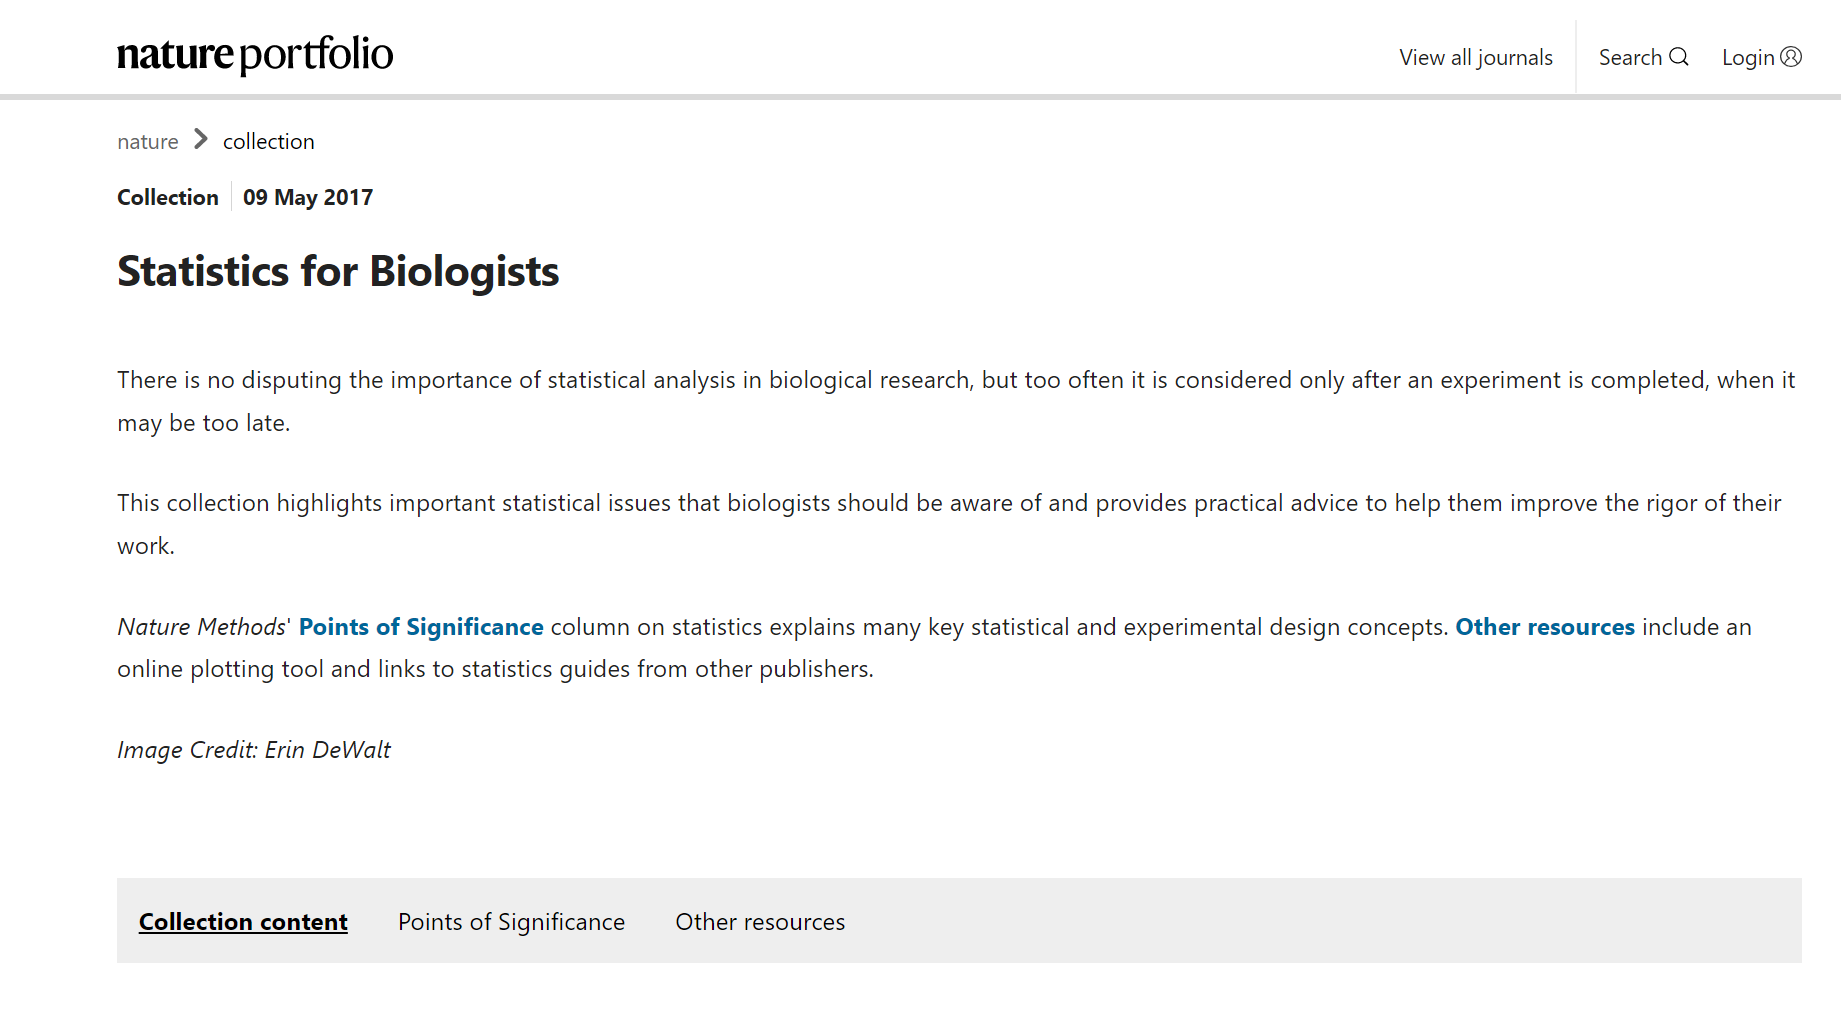 nature portfolio
View all journals
Search
Login
nature
collection
Collection
09 May 2017
Statistics for Biologists
There is no disputing the importance of statistical analysis in biological research, but too often it is considered only after an experiment is completed, when it
may be too late.
This collection highlights important statistical issues that biologists should be aware of and provides practical advice to help them improve the rigor of their
work.
Nature Methods' Points of Significance column on statistics explains many key statistical and experimental design concepts. Other resources include an
online plotting tool and links to statistics guides from other publishers.
Image Credit: Erin DeWalt
Collection content
Points of Significance
Other resources